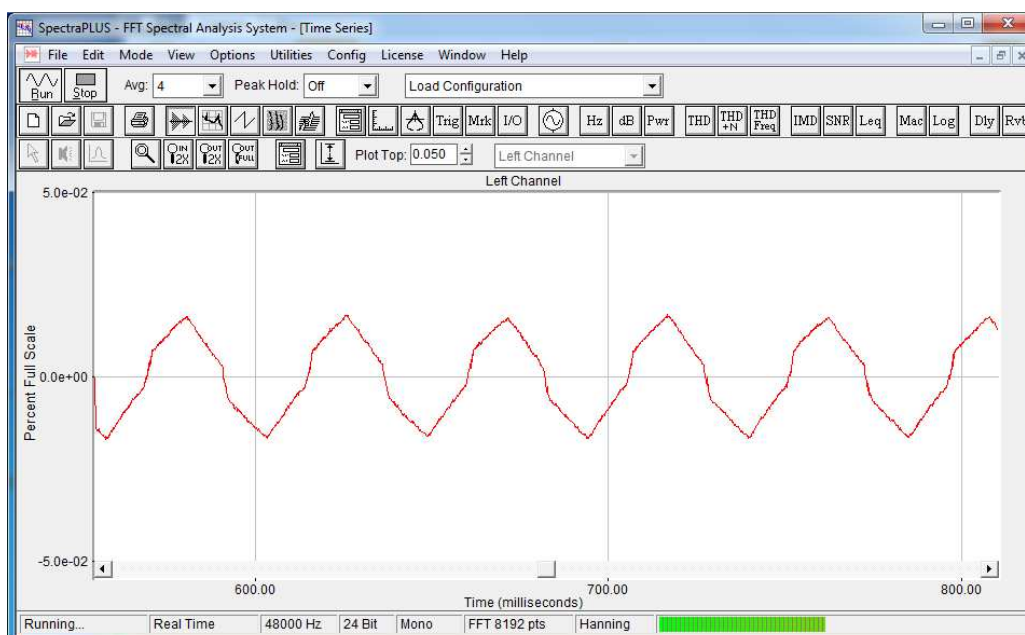 SpectraPLUS - FFT Spectral Analysis System - [Time Series]
File Edit Mode View Options Utilities Config License Window Help
Run Stop Avg: 4 Peak Hold: Off Load Configuration
Trig Mrk I/O Hz dB Pwr THD THD +N THD Freq IMD SNR Leq Mac Log Dly Rvb
IN 2X OUT 2X OUT FULL Plot Top: 0.050 Left Channel
Left Channel
5.0e-02
Percent Full Scale
0.0e+00
-5.0e-02
600.00 700.00 800.00
Time (milliseconds)
Running... Real Time 48000 Hz 24 Bit Mono FFT 8192 pts Hanning